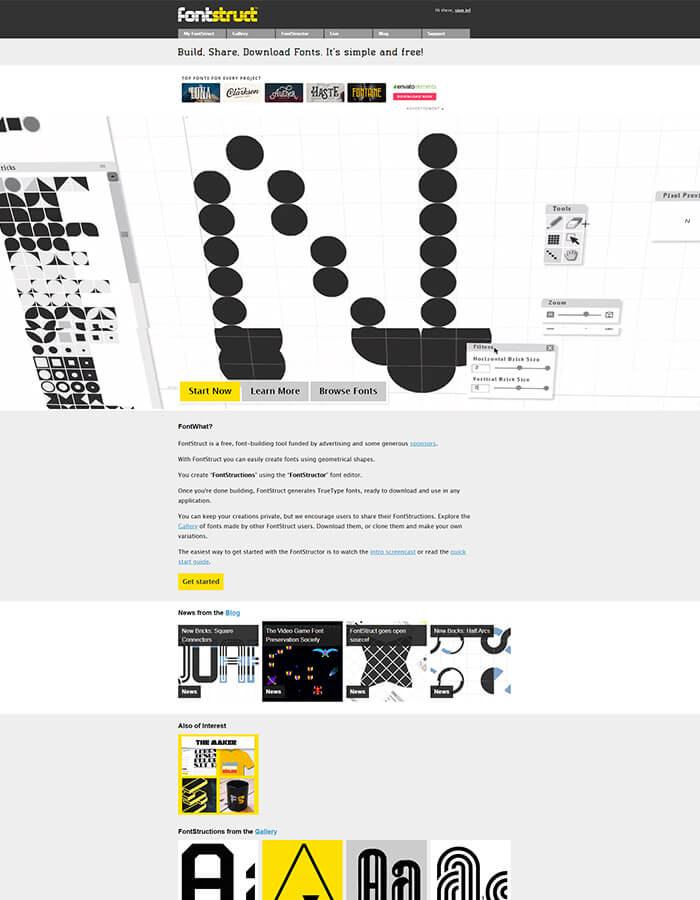 fontstruct
Hi there, sign in!
My FontStruct Gallery FontStructor Live Blog Support
Build, Share, Download Fonts. It's simple and free!
TOP FONTS FOR EVERY PROJECT
LUNA Clarkson HASTE FONTAINE envato elements
DOWNLOAD NOW
ADVERTISEMENT
ricks
Tools
Pixel Previ
Zoom
Filters
Horizontal Brick Size
2
Vertical Brick Size
Start Now Learn More Browse Fonts
FontWhat?
FontStruct is a free, font-building tool funded by advertising and some generous sponsors.
With FontStruct you can easily create fonts using geometrical shapes.
You create “FontStructions” using the “FontStructor” font editor.
Once you're done building, FontStruct generates TrueType fonts, ready to download and use in any
application.
You can keep your creations private, but we encourage users to share their FontStructions. Explore the
Gallery of fonts made by other FontStruct users. Download them, or clone them and make your own
variations.
The easiest way to get started with the FontStructor is to watch the intro screencast or read the quick
start guide.
Get started
News from the Blog
New Bricks: Square
Connectors
News
The Video Game Font
Preservation Society
News
FontStruct goes open
source!
News
New Bricks: Half Arcs
News
Also of Interest
THE MAKER
FS
FontStructions from the Gallery
Aa